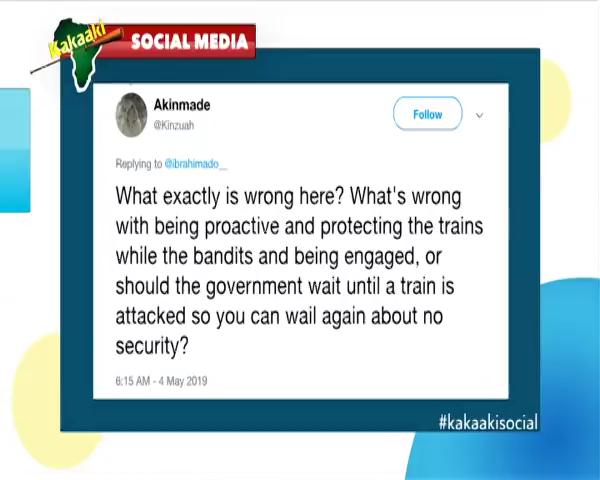 Kakaaki
SOCIAL MEDIA
Akinmade
@Kinzuah
Follow
Replying to @ibrahimado__
What exactly is wrong here? What's wrong
with being proactive and protecting the trains
while the bandits and being engaged, or
should the government wait until a train is
attacked so you can wail again about no
security?
6:15 AM - 4 May 2019
#kakaakisocial